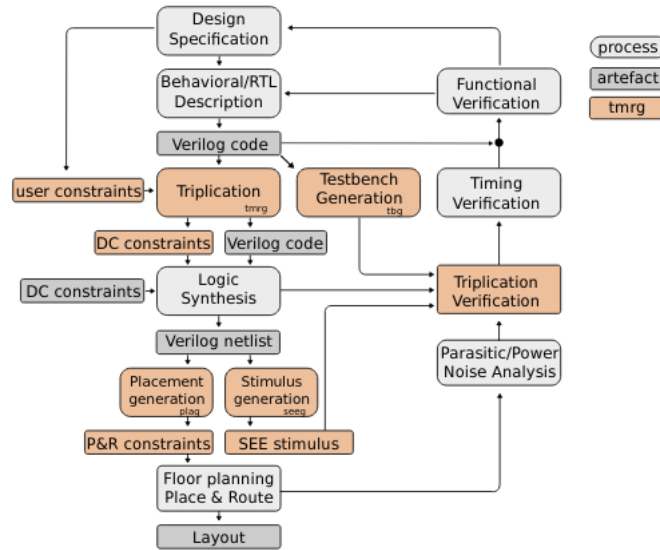 Design
Specification
process
artefact
tmrg
Behavioral/RTL
Description
Functional
Verification
Verilog code
user constraints
Triplication
tmrg
Testbench
Generation
tbg
Timing
Verification
DC constraints
Verilog code
DC constraints
Logic
Synthesis
Triplication
Verification
Verilog netlist
Parasitic/Power
Noise Analysis
Placement
generation
plag
Stimulus
generation
seeg
P&R constraints
SEE stimulus
Floor planning
Place & Route
Layout